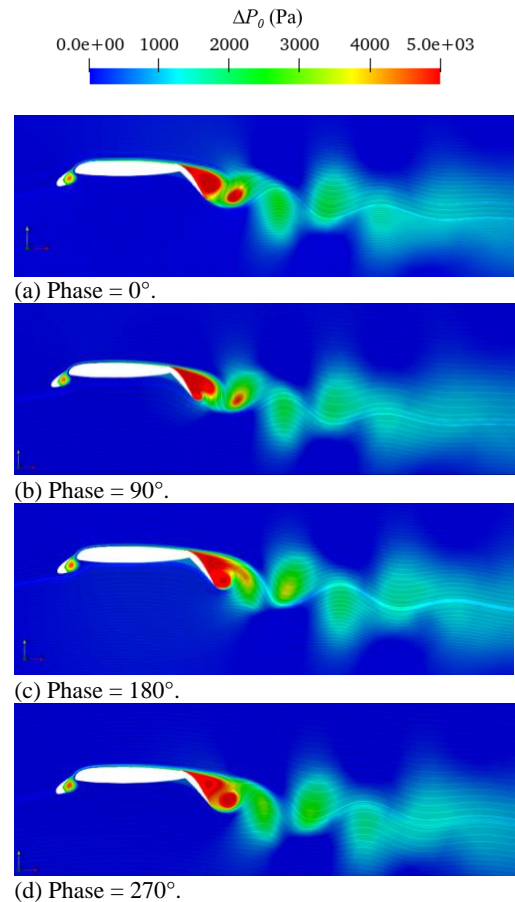 ΔP₀ (Pa)
0.0e+00 1000 2000 3000 4000 5.0e+03
(a) Phase = 0°.
(b) Phase = 90°.
(c) Phase = 180°.
(d) Phase = 270°.